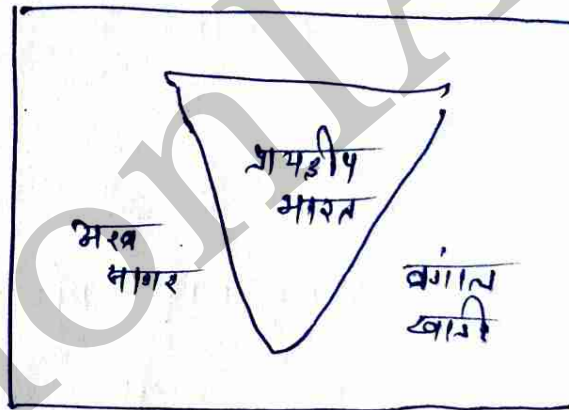 प्रायद्वीप
भारत
अरब
सागर
बंगाल
खाड़ी